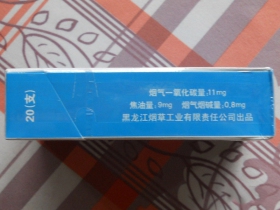 20(支)
烟气一氧化碳量:11mg
焦油量:8mg 烟气烟碱量:0.8mg
黑龙江烟草工业有限责任公司出品